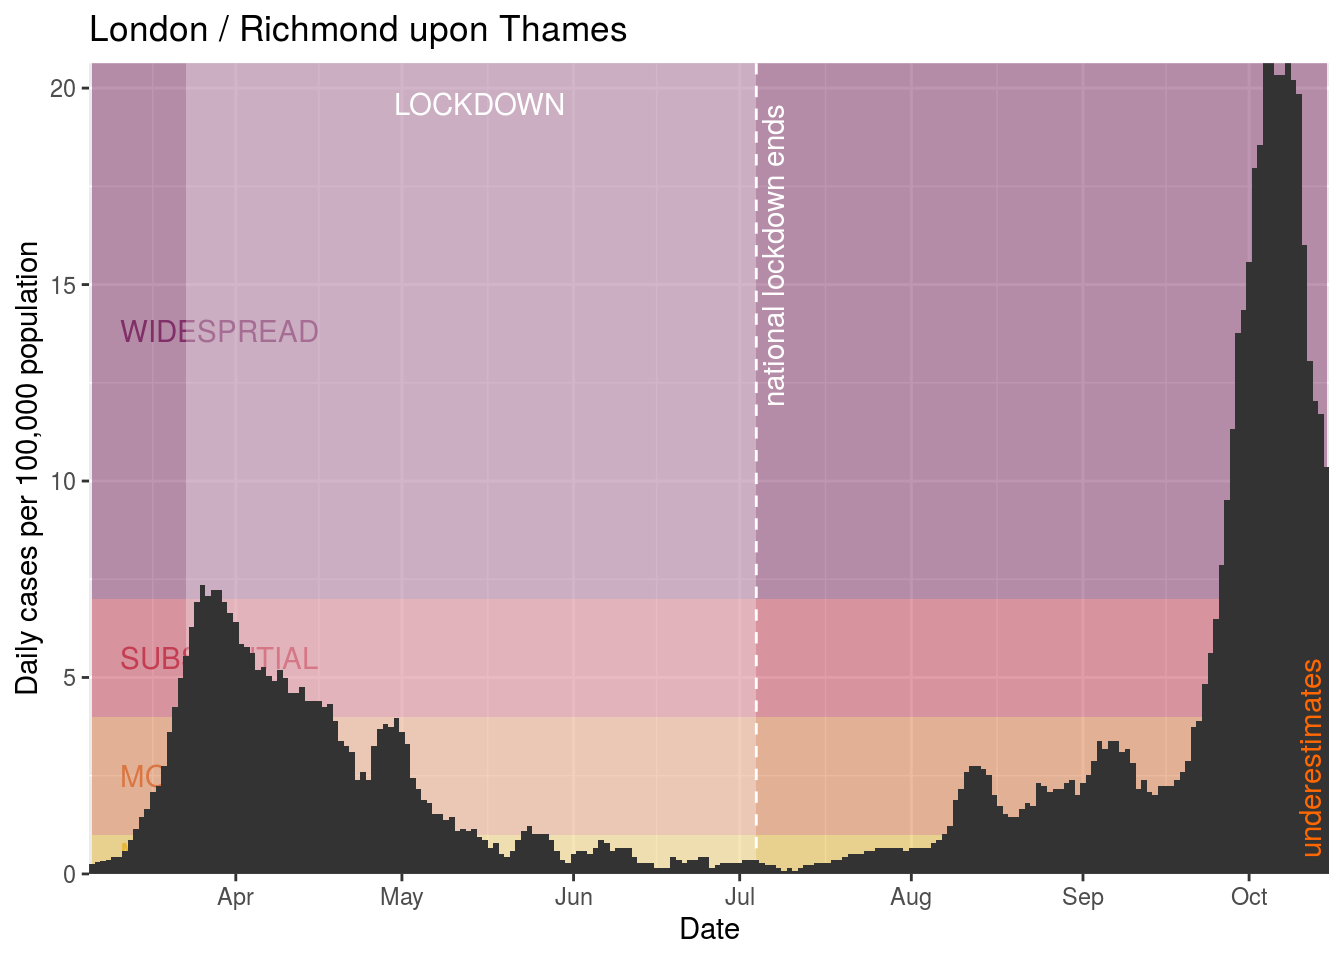 London / Richmond upon Thames
Daily cases per 100,000 population
20
15
10
5
0
LOCKDOWN
national lockdown ends
WIDESPREAD
underestimates
Apr
May
Jun
Jul
Aug
Sep
Oct
Date